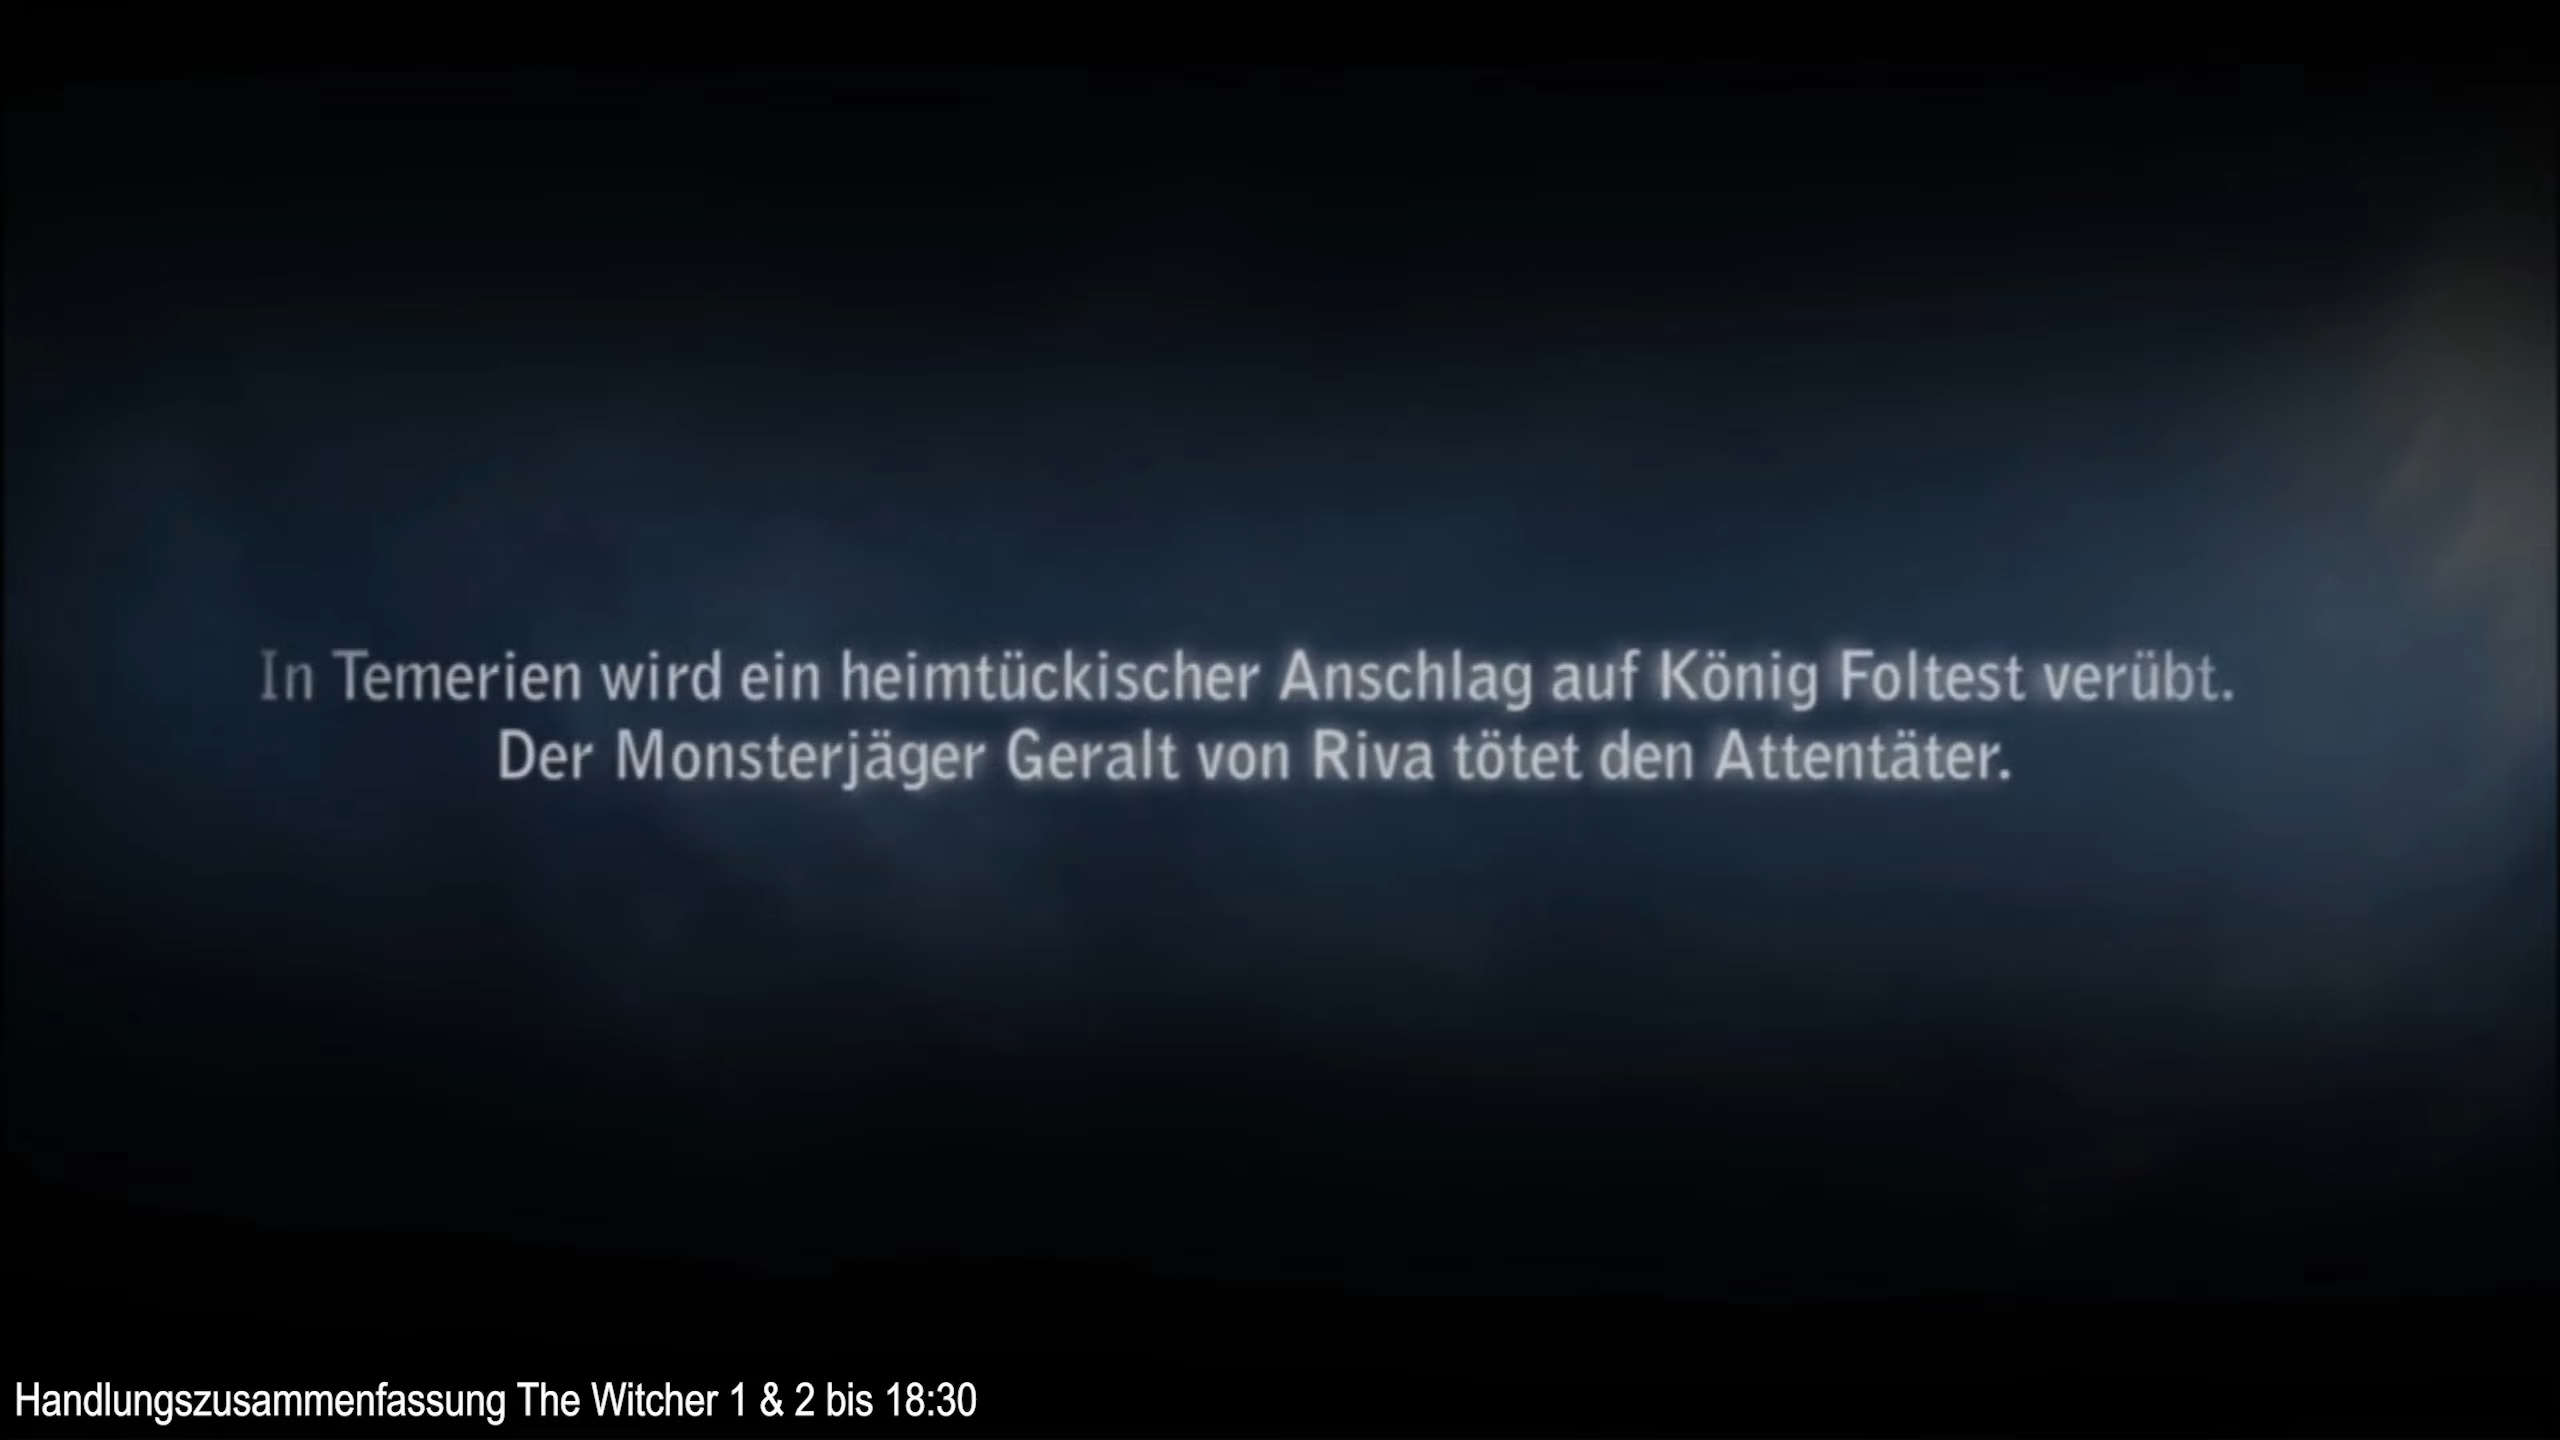 In Temerien wird ein heimtückischer Anschlag auf König Foltest verübt.
Der Monsterjäger Geralt von Riva tötet den Attentäter.
Handlungszusammenfassung The Witcher 1 & 2 bis 18:30